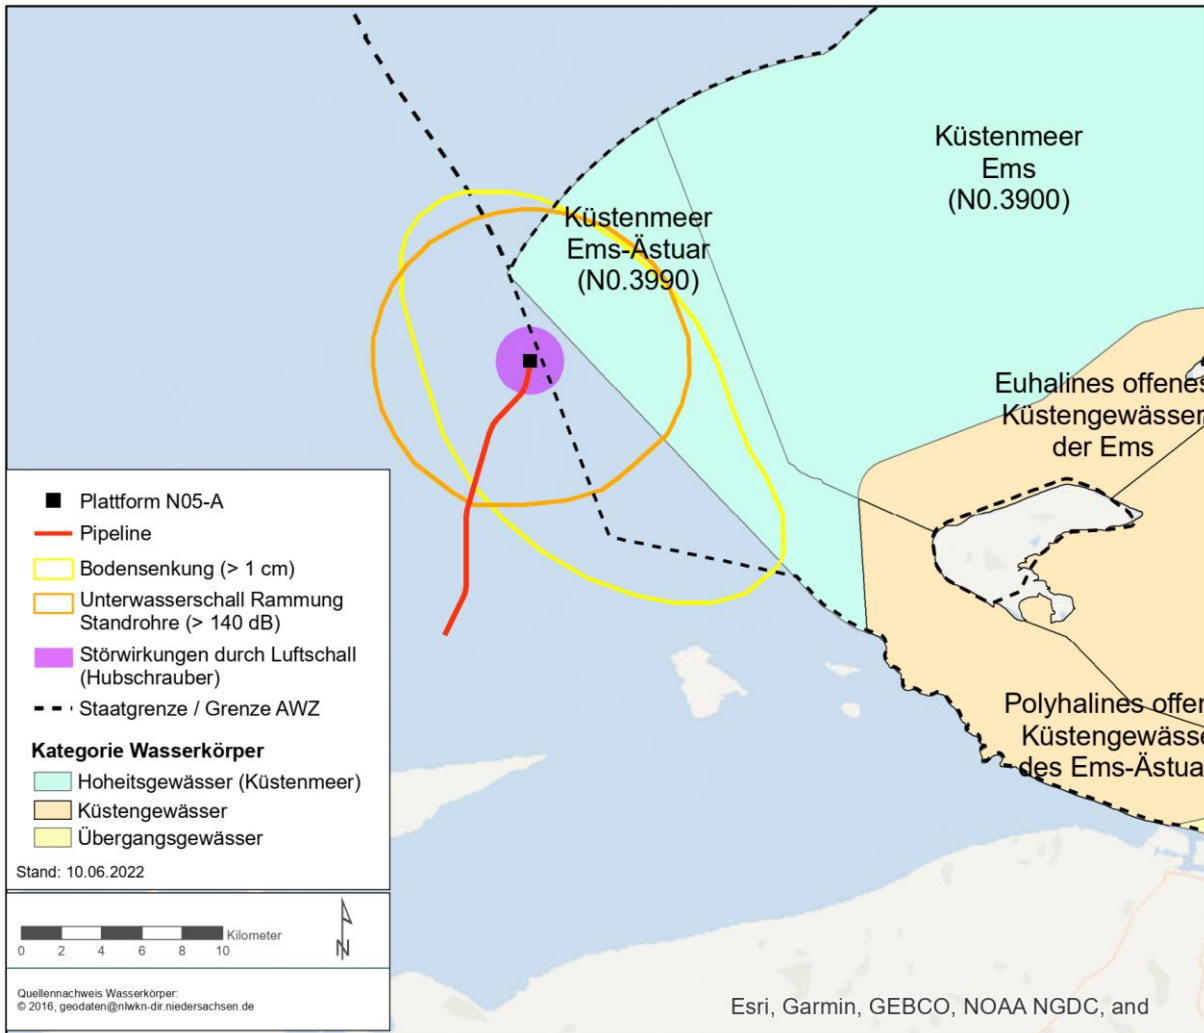 Küstenmeer
Ems
(N0.3900)
Küstenmeer
Ems-Ästuar
(N0.3990)
Euhalines offenes
Küstengewässer
der Ems
Polyhalines offen
Küstengewässe
des Ems-Ästua
Plattform N05-A
Pipeline
Bodensenkung (> 1 cm)
Unterwasserschall Rammung
Standrohre (> 140 dB)
Störwirkungen durch Luftschall
(Hubschrauber)
Staatgrenze / Grenze AWZ
Kategorie Wasserkörper
Hoheitsgewässer (Küstenmeer)
Küstengewässer
Übergangsgewässer
Stand: 10.06.2022
Kilometer
0 2 4 6 8 10
N
Quellennachweis Wasserkörper:
© 2016, geodaten@nlwkn-dir.niedersachsen.de
Esri, Garmin, GEBCO, NOAA NGDC, and